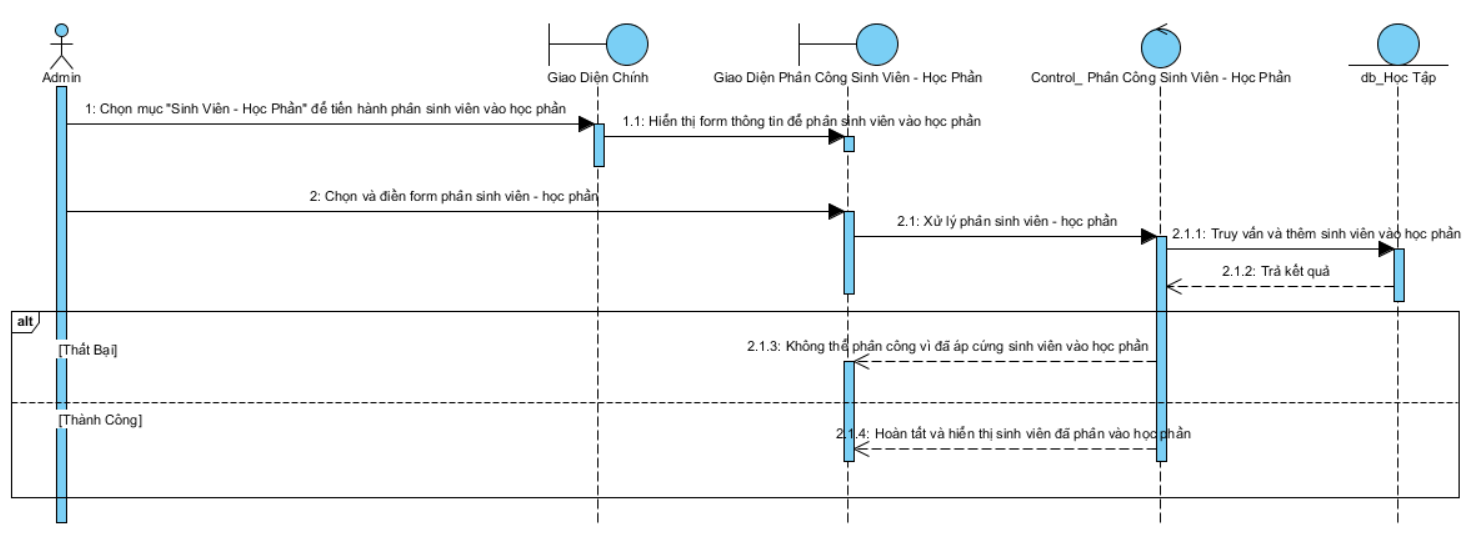 Admin
Giao Diện Chính
Giao Diện Phân Công Sinh Viên - Học Phần
Control_ Phân Công Sinh Viên - Học Phần
db_Học Tập
1: Chọn mục "Sinh Viên - Học Phần" để tiến hành phân sinh viên vào học phần
1.1: Hiển thị form thông tin để phân sinh viên vào học phần
2: Chọn và điền form phân sinh viên - học phần
2.1: Xử lý phân sinh viên - học phần
2.1.1: Truy vấn và thêm sinh viên vào học phần
2.1.2: Trả kết quả
alt
[Thất Bại]
2.1.3: Không thể phân công vì đã áp cứng sinh viên vào học phần
[Thành Công]
2.1.4: Hoàn tất và hiển thị sinh viên đã phân vào học phần